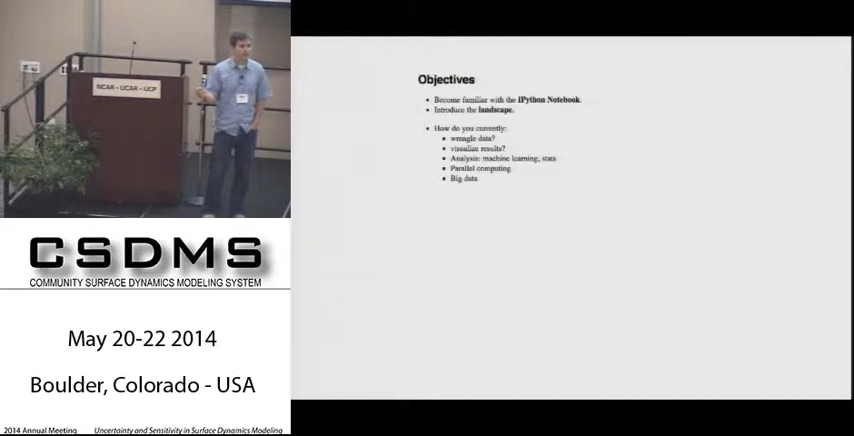 NCAR - UCAR - UCP
CSDMS
COMMUNITY SURFACE DYNAMICS MODELING SYSTEM
May 20-22 2014
Boulder, Colorado - USA
2014 Annual Meeting Uncertainty and Sensitivity in Surface Dynamics Modeling
Objectives
• Become familiar with the IPython Notebook.
• Introduce the landscape.
• How do you currently:
▪ wrangle data?
▪ visualize results?
▪ Analysis: machine learning, stats
▪ Parallel computing
▪ Big data